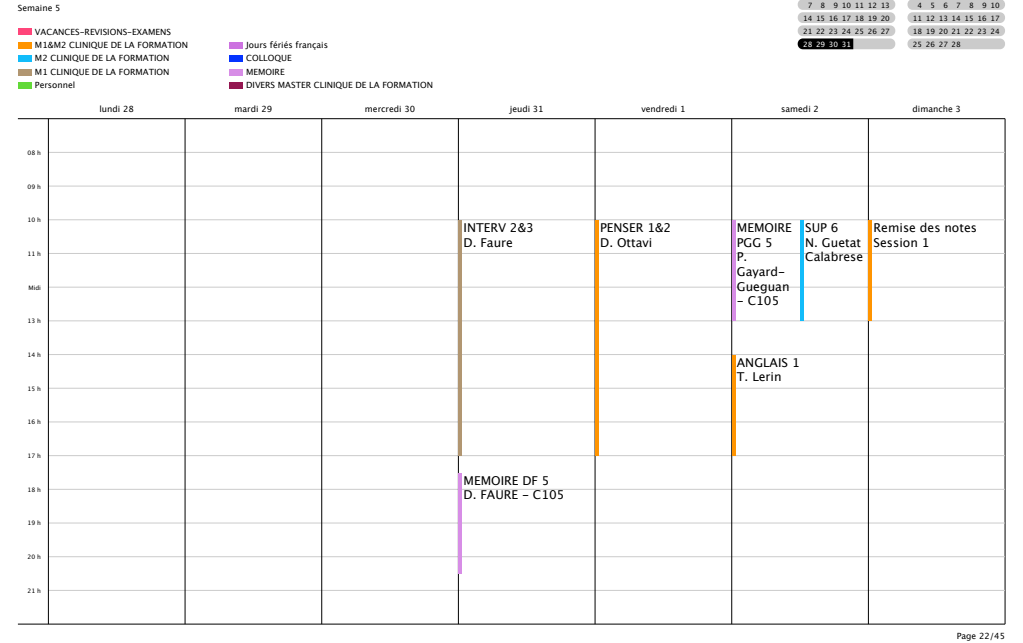 Semaine 5
7 8 9 10 11 12 13
14 15 16 17 18 19 20
21 22 23 24 25 26 27
28 29 30 31
4 5 6 7 8 9 10
11 12 13 14 15 16 17
18 19 20 21 22 23 24
25 26 27 28
VACANCES-REVISIONS-EXAMENS
M1&M2 CLINIQUE DE LA FORMATION
M2 CLINIQUE DE LA FORMATION
M1 CLINIQUE DE LA FORMATION
Personnel
Jours fériés français
COLLOQUE
MEMOIRE
DIVERS MASTER CLINIQUE DE LA FORMATION
lundi 28
mardi 29
mercredi 30
jeudi 31
vendredi 1
samedi 2
dimanche 3
08 h
09 h
10 h
11 h
Midi
13 h
14 h
15 h
16 h
17 h
18 h
19 h
20 h
21 h
INTERV 2&3
D. Faure
MEMOIRE DF 5
D. FAURE – C105
PENSER 1&2
D. Ottavi
MEMOIRE
PGG 5
P.
Gayard-
Gueguan
– C105
SUP 6
N. Guetat
Calabrese
ANGLAIS 1
T. Lerin
Remise des notes
Session 1
Page 22/45